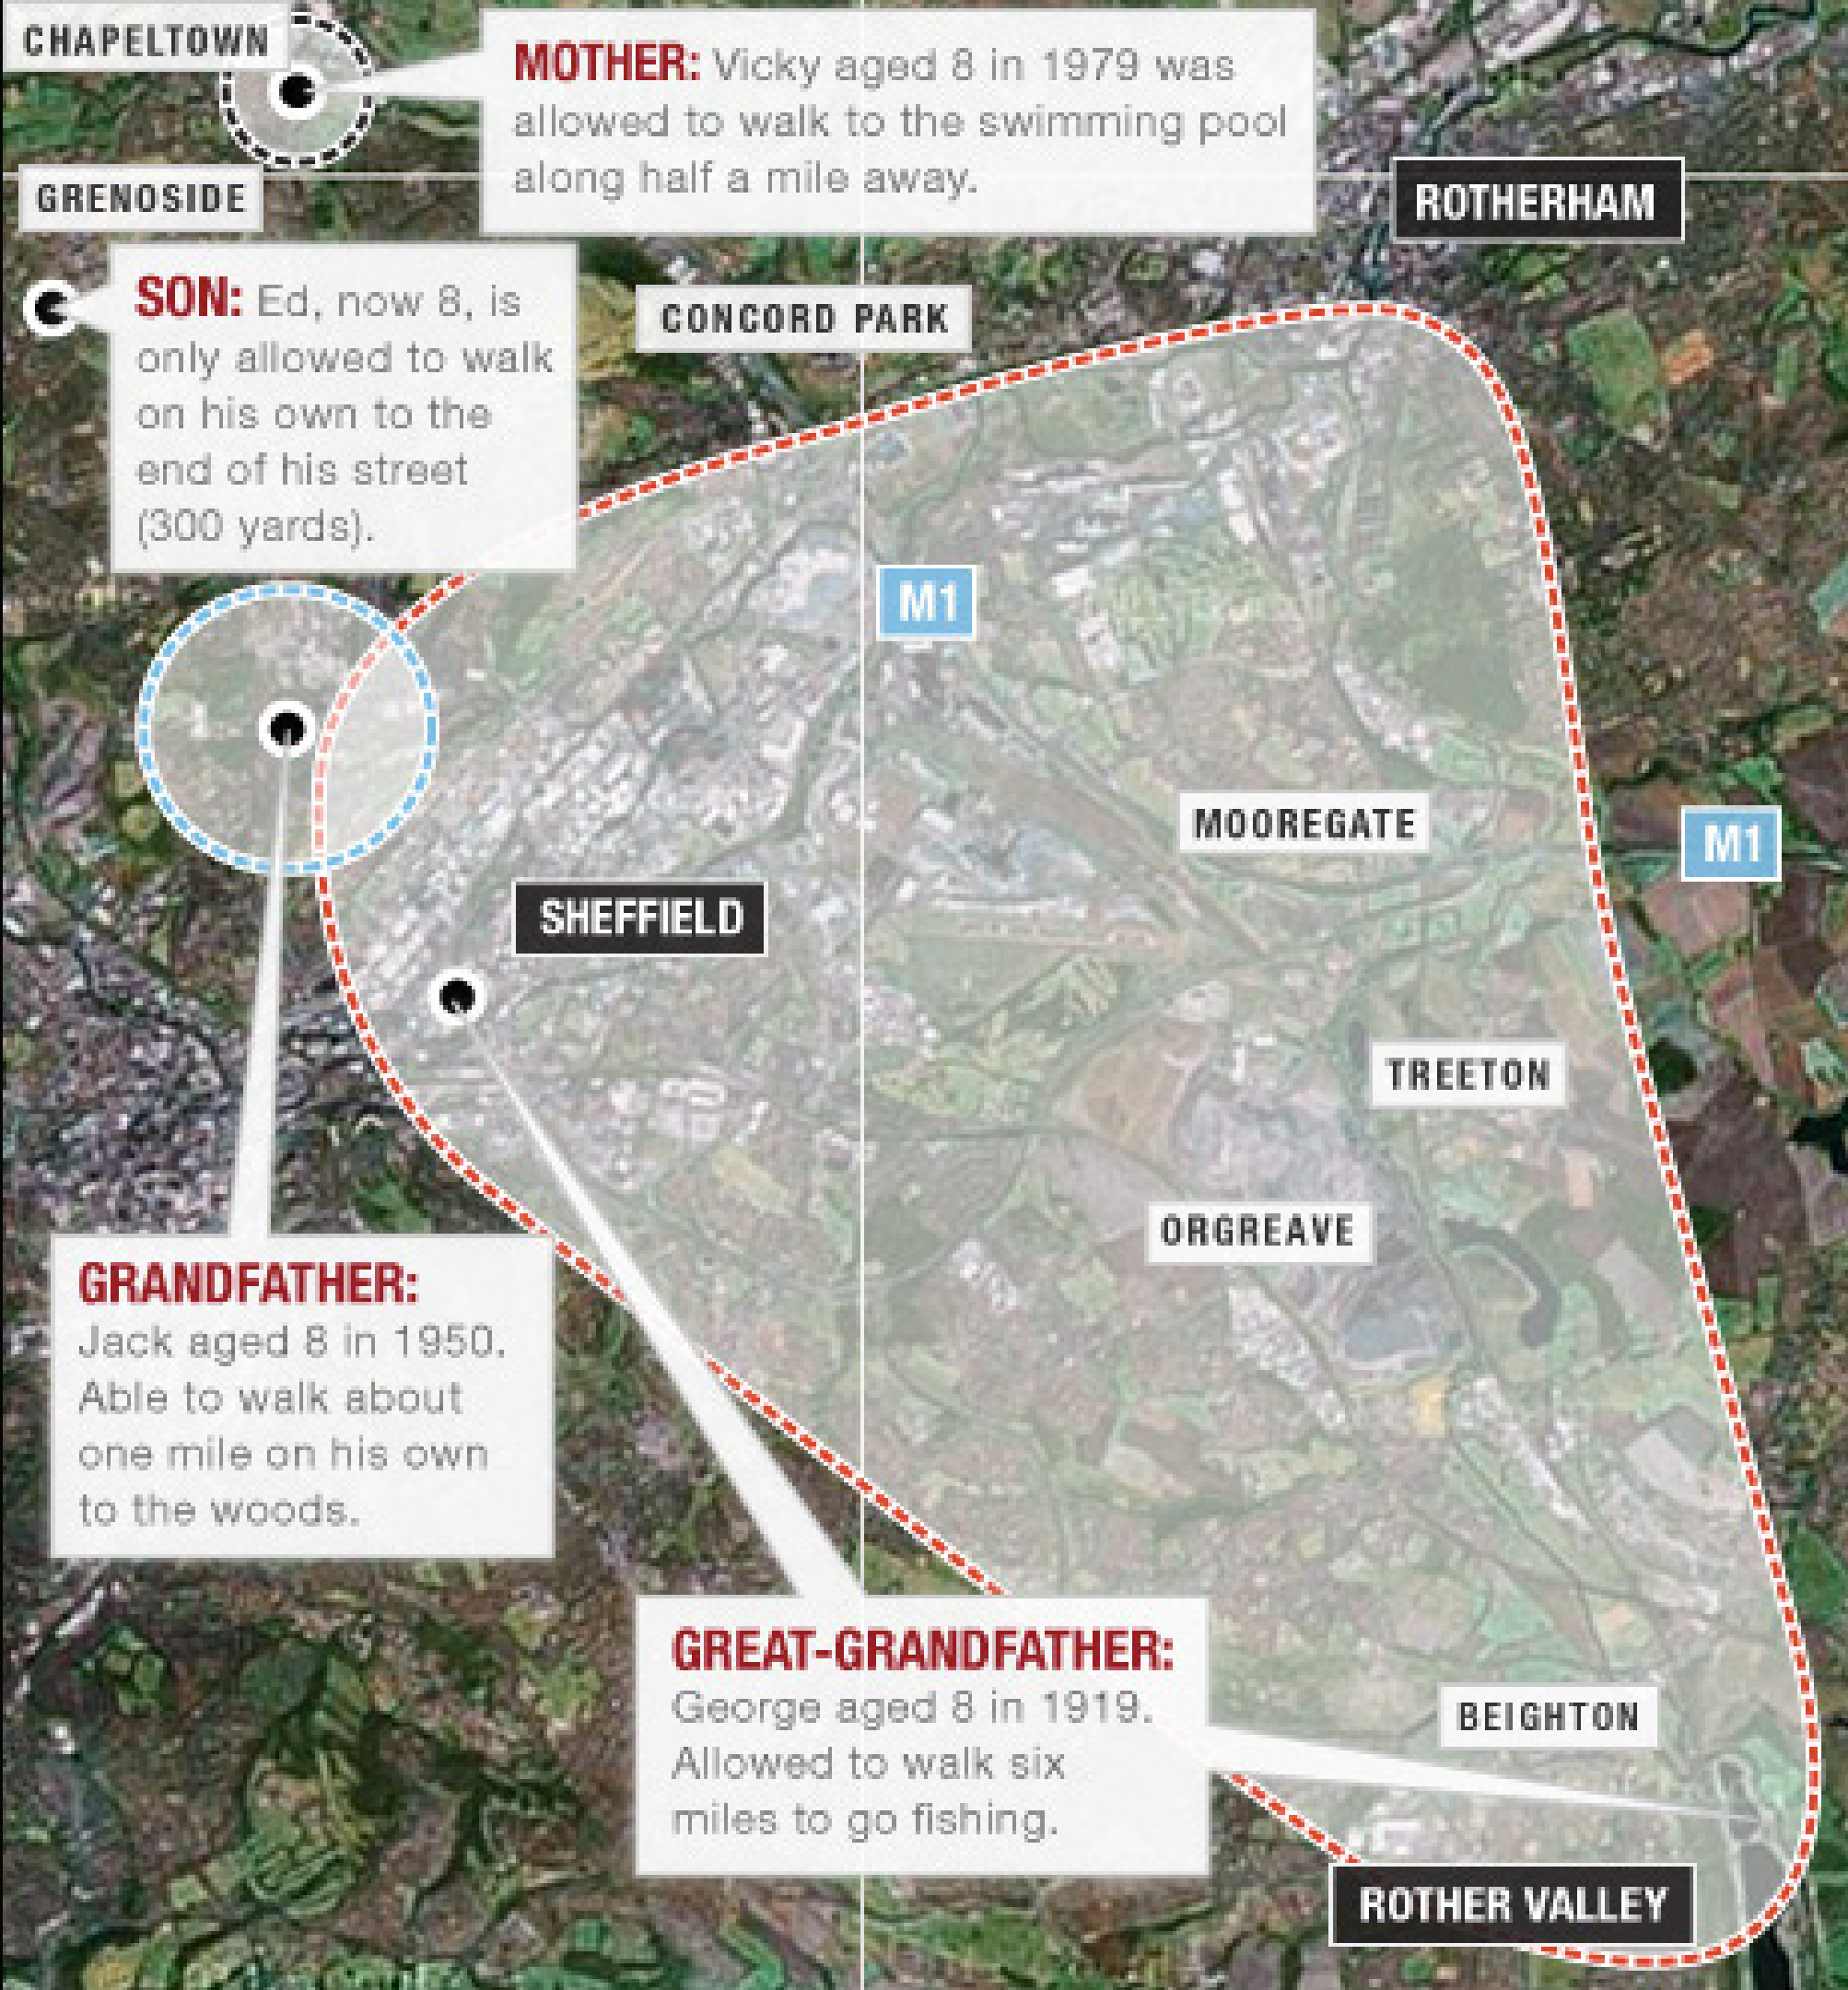 CHAPELTOWN
MOTHER: Vicky aged 8 in 1979 was
allowed to walk to the swimming pool
along half a mile away.
GRENOSIDE
ROTHERHAM
SON: Ed, now 8, is
only allowed to walk
on his own to the
end of his street
(300 yards).
CONCORD PARK
M1
MOOREGATE
M1
SHEFFIELD
TREETON
ORGREAVE
GRANDFATHER:
Jack aged 8 in 1950.
Able to walk about
one mile on his own
to the woods.
GREAT-GRANDFATHER:
George aged 8 in 1919.
Allowed to walk six
miles to go fishing.
BEIGHTON
ROTHER VALLEY